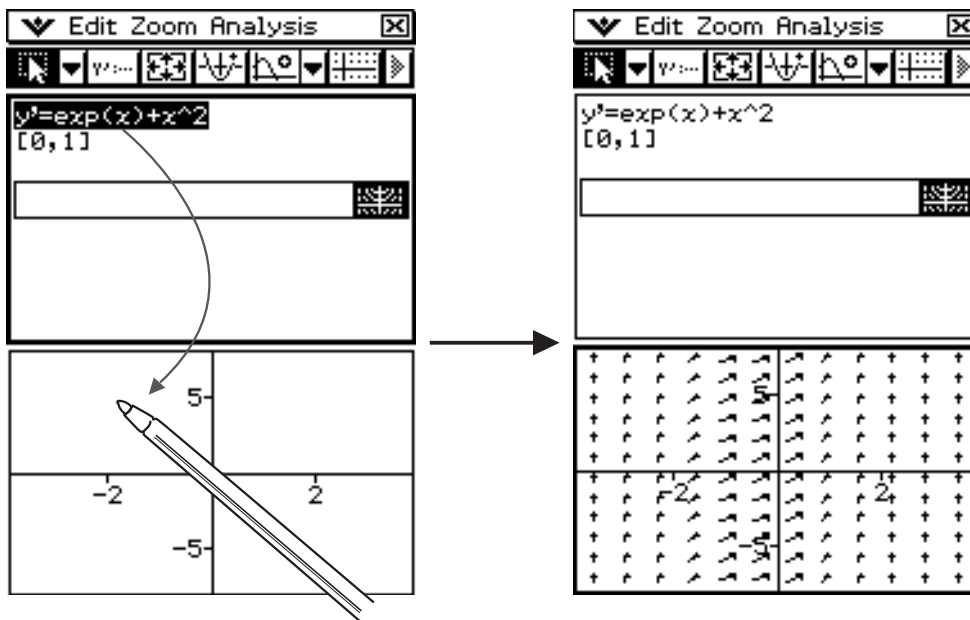 Edit Zoom Analysis
y'=exp(x)+x^2
[0,1]
5
-2
2
-5
Edit Zoom Analysis
y'=exp(x)+x^2
[0,1]
5
-2
2
-5